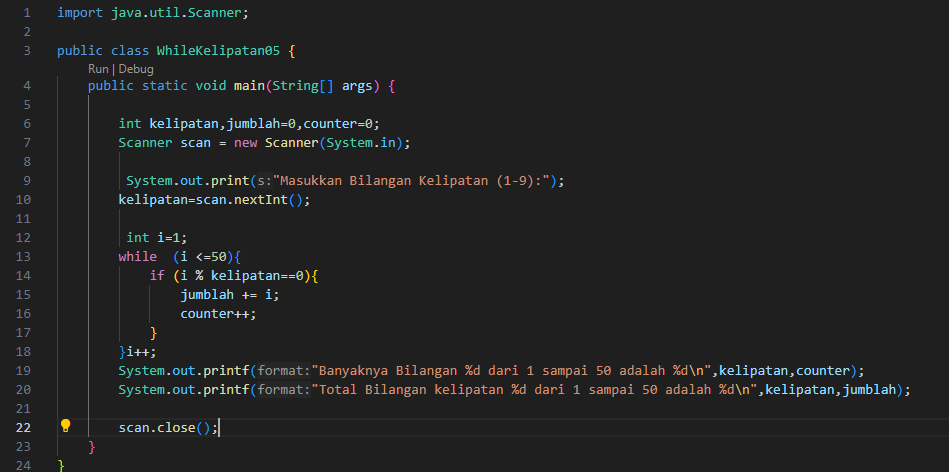 1 import java.util.Scanner;
2
3 public class WhileKelipatan05 {
Run | Debug
4 public static void main(String[] args) {
5
6 int kelipatan,jumblah=0,counter=0;
7 Scanner scan = new Scanner(System.in);
8
9 System.out.print(s:"Masukkan Bilangan Kelipatan (1-9):");
10 kelipatan=scan.nextInt();
11
12 int i=1;
13 while  (i <=50){
14 if (i % kelipatan==0){
15 jumblah += i;
16 counter++;
17 }
18 }i++;
19 System.out.printf(format:"Banyaknya Bilangan %d dari 1 sampai 50 adalah %d\n",kelipatan,counter);
20 System.out.printf(format:"Total Bilangan kelipatan %d dari 1 sampai 50 adalah %d\n",kelipatan,jumblah);
21
22 scan.close();
23 }
24 }